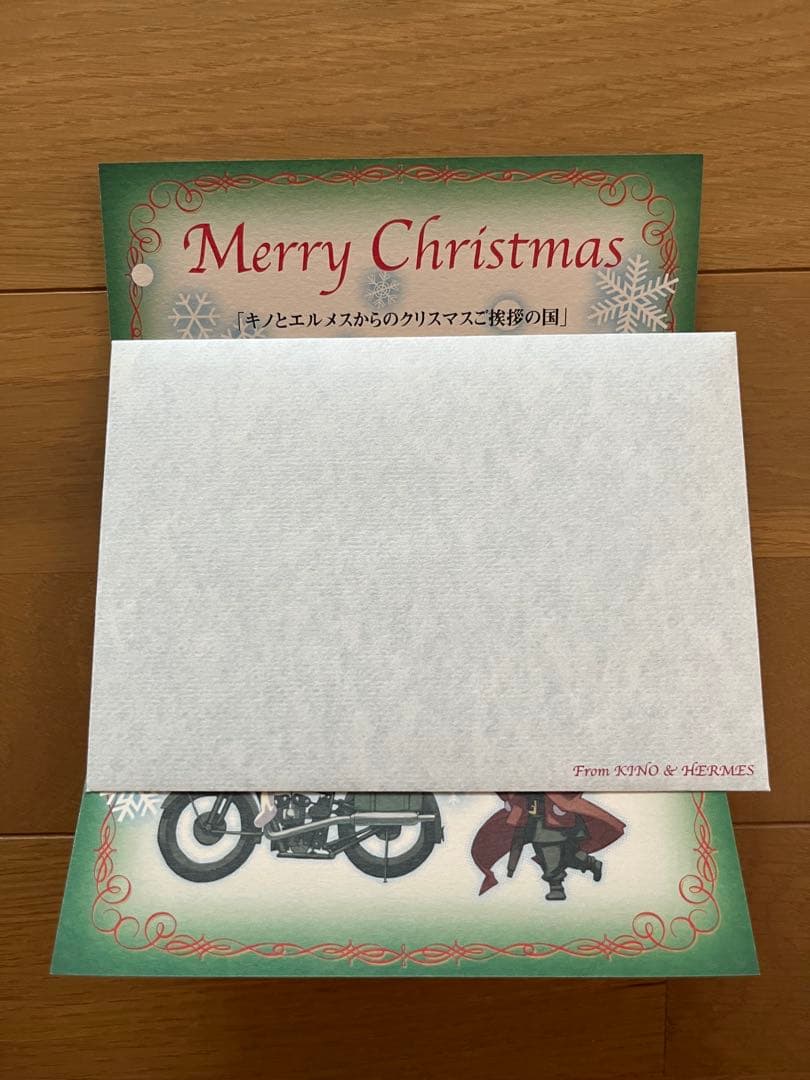 Merry Christmas
「キノとエルメスからのクリスマスご挨拶の国」
From KINO & HERMES